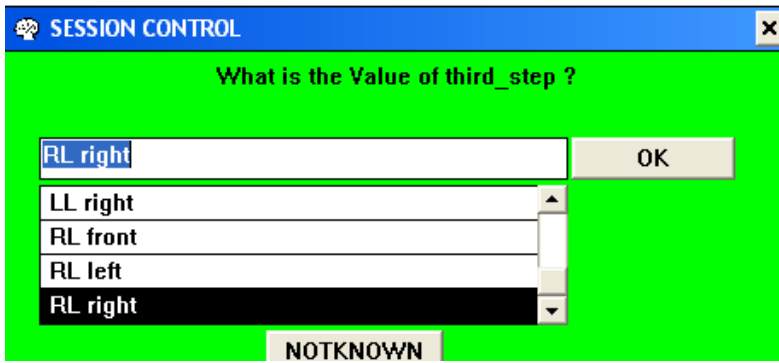 SESSION CONTROL
What is the Value of third_step ?
RL right
OK
LL right
RL front
RL left
RL right
NOTKNOWN